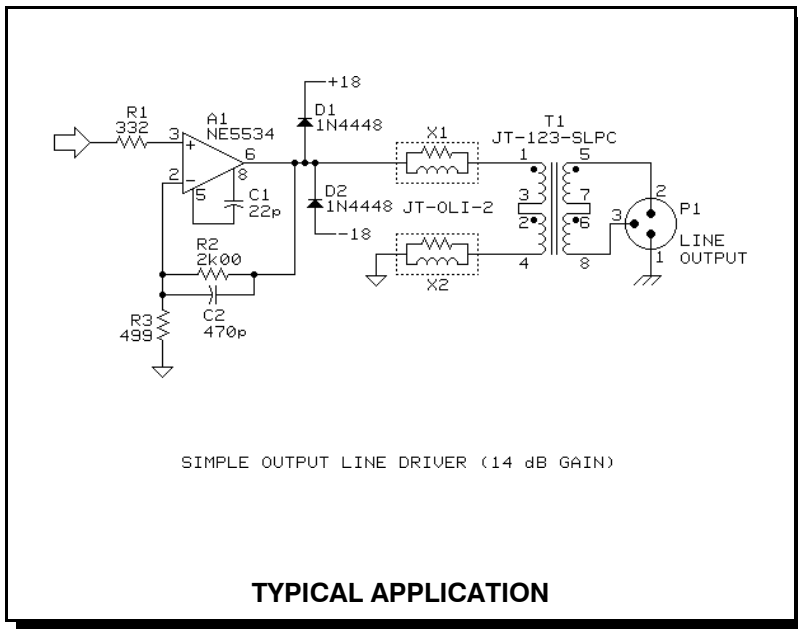 +18
D1
1N4448
R1
332
A1
NE5534
3
+
6
2
−
5
8
C1
22p
D2
1N4448
-18
X1
JT-OLI-2
X2
T1
JT-123-SLPC
1
5
3
7
2
6
4
8
2
3
1
P1
LINE
OUTPUT
R2
2k00
C2
470p
R3
499
SIMPLE OUTPUT LINE DRIVER (14 dB GAIN)
TYPICAL APPLICATION